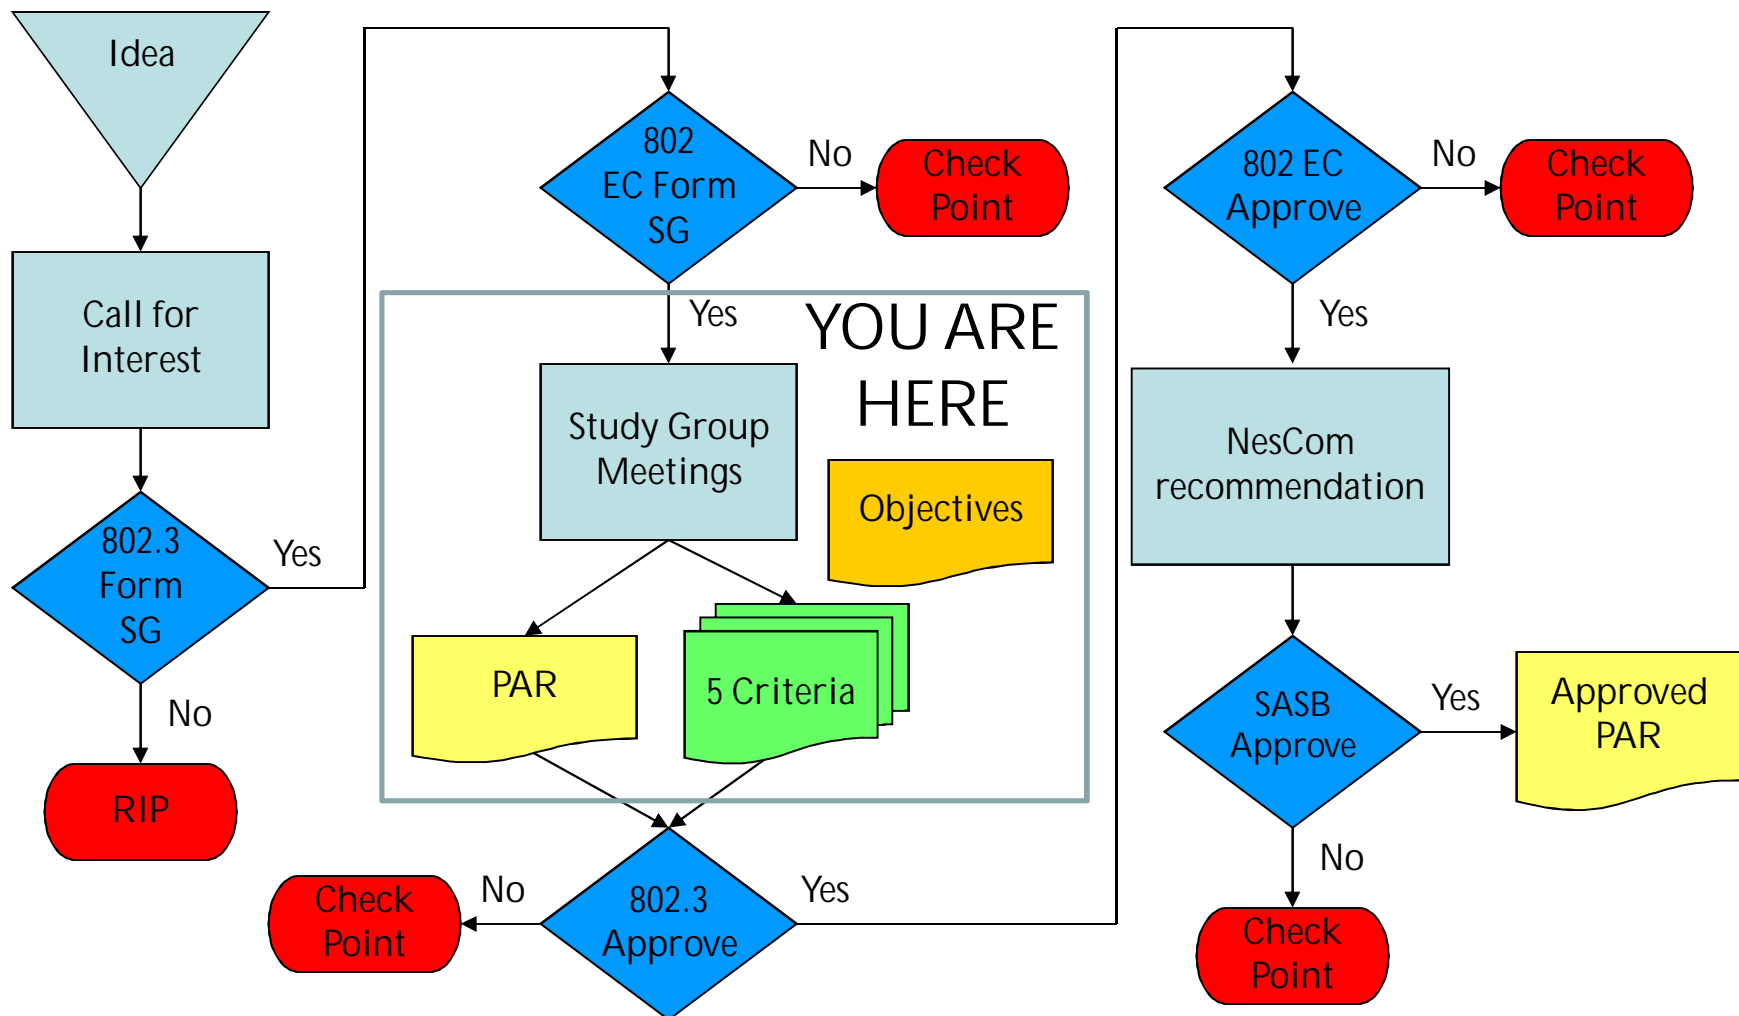 Idea
Call for
Interest
802.3
Form
SG
Yes
No
RIP
802
EC Form
SG
No
Check
Point
Yes
YOU ARE
HERE
Study Group
Meetings
Objectives
PAR
5 Criteria
802.3
Approve
No
Check
Point
Yes
802 EC
Approve
No
Check
Point
Yes
NesCom
recommendation
SASB
Approve
Yes
Approved
PAR
No
Check
Point